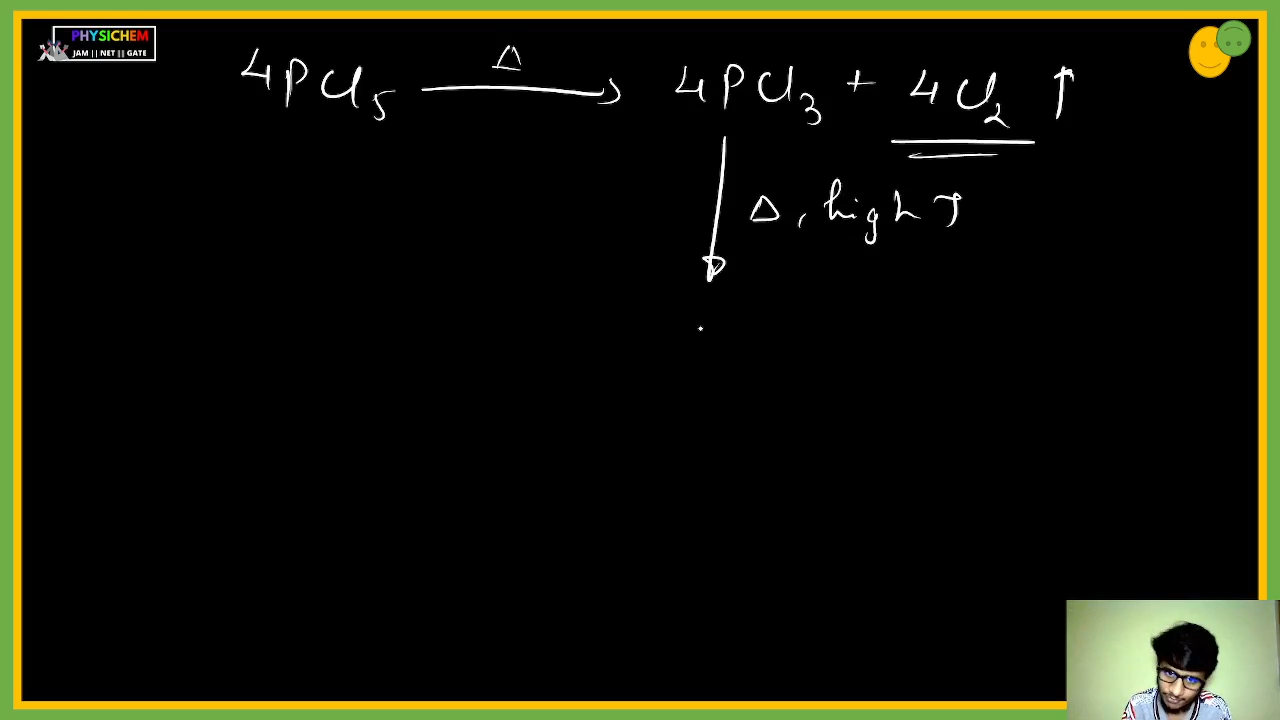 PHYSICHEM
JAM || NET || GATE
Δ
4PCl₅ ⟶ 4PCl₃ + 4Cl₂ ↑
Δ, high T